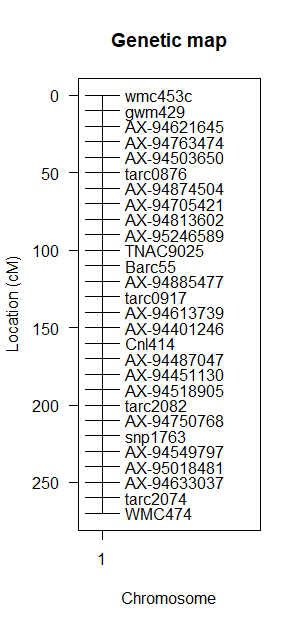 Genetic map
0
50
100
150
200
250
Location (cM)
wmc453c
gwm429
AX-94621645
AX-94763474
AX-94503650
tarc0876
AX-94874504
AX-94705421
AX-94813602
AX-95246589
TNAC9025
Barc55
AX-94885477
tarc0917
AX-94613739
AX-94401246
Cnl414
AX-94487047
AX-94451130
AX-94518905
tarc2082
AX-94750768
snp1763
AX-94549797
AX-95018481
AX-94633037
tarc2074
WMC474
1
Chromosome